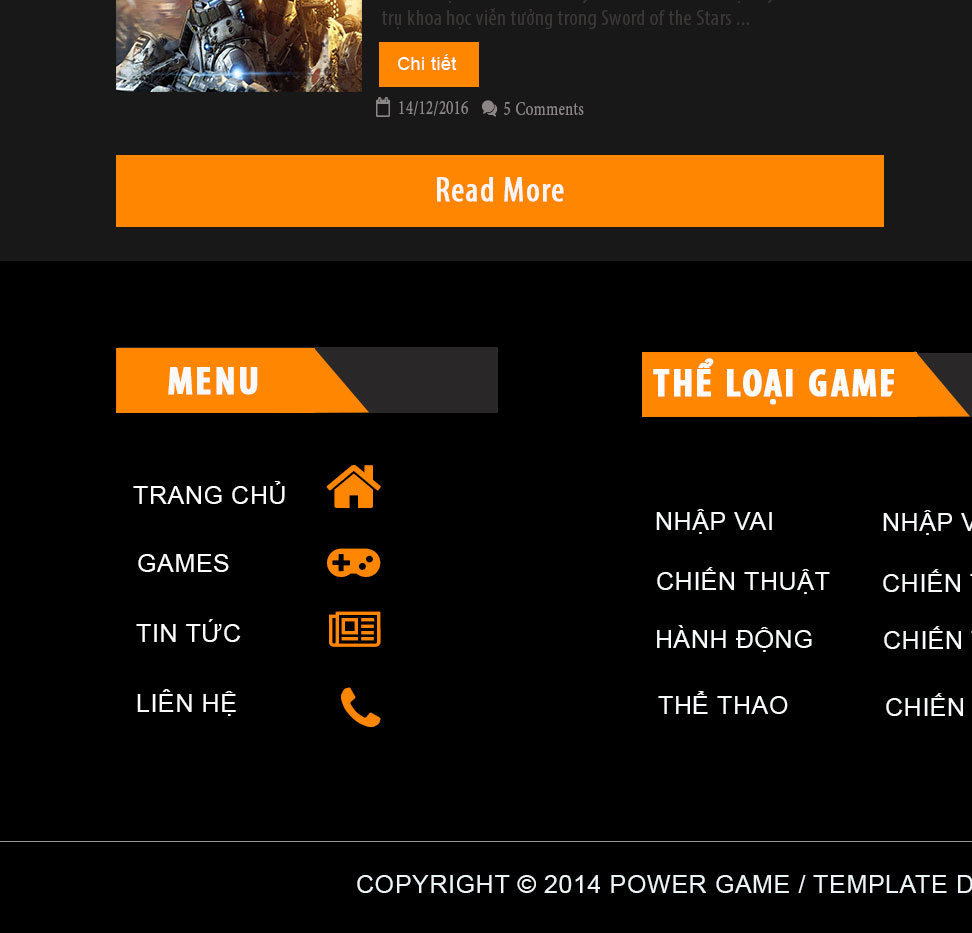 trụ khoa học viễn tưởng trong Sword of the Stars ...
Chi tiết
14/12/2016 5 Comments
Read More
MENU
TRANG CHỦ
GAMES
TIN TỨC
LIÊN HỆ
THỂ LOẠI GAME
NHẬP VAI NHẬP
CHIẾN THUẬT CHIẾN
HÀNH ĐỘNG CHIẾN
THỂ THAO CHIẾN
COPYRIGHT © 2014 POWER GAME / TEMPLATE